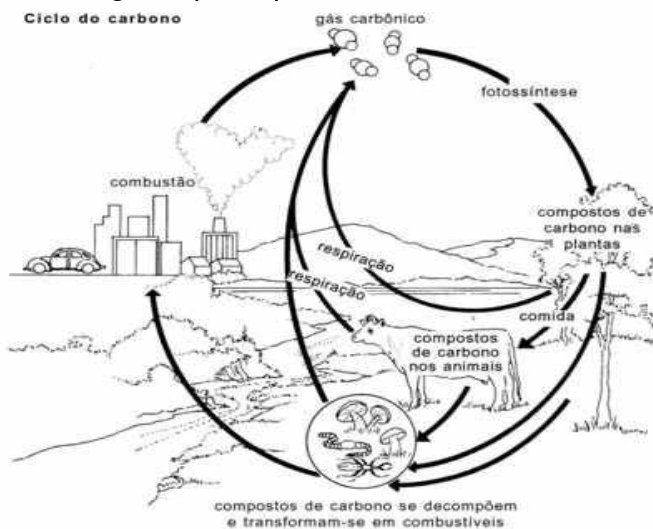 Ciclo do carbono
gás carbônico
fotossíntese
combustão
compostos de
carbono nas
plantas
respiração
respiração
comida
compostos
de carbono
nos animais
compostos de carbono se decompõem
e transformam-se em combustíveis